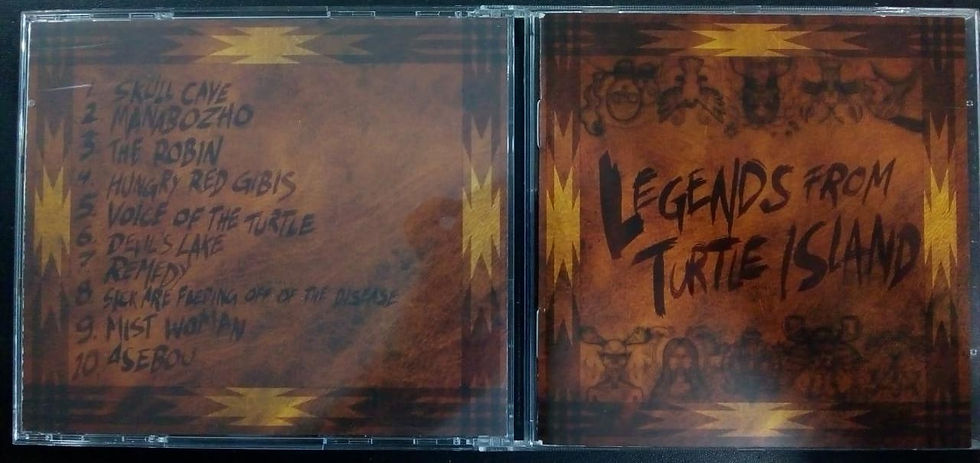 1. SKULL CAVE
2 MANABOZHO
3. THE ROBIN
4. HUNGRY RED GIBIS
5. VOICE OF THE TURTLE
6. DEVIL'S LAKE
7. REMEDY
8. SICK ARE FEEDING OFF OF THE DISEASE
9. MIST WOMAN
10. ASEBOU
LEGENDS FROM
TURTLE ISLAND